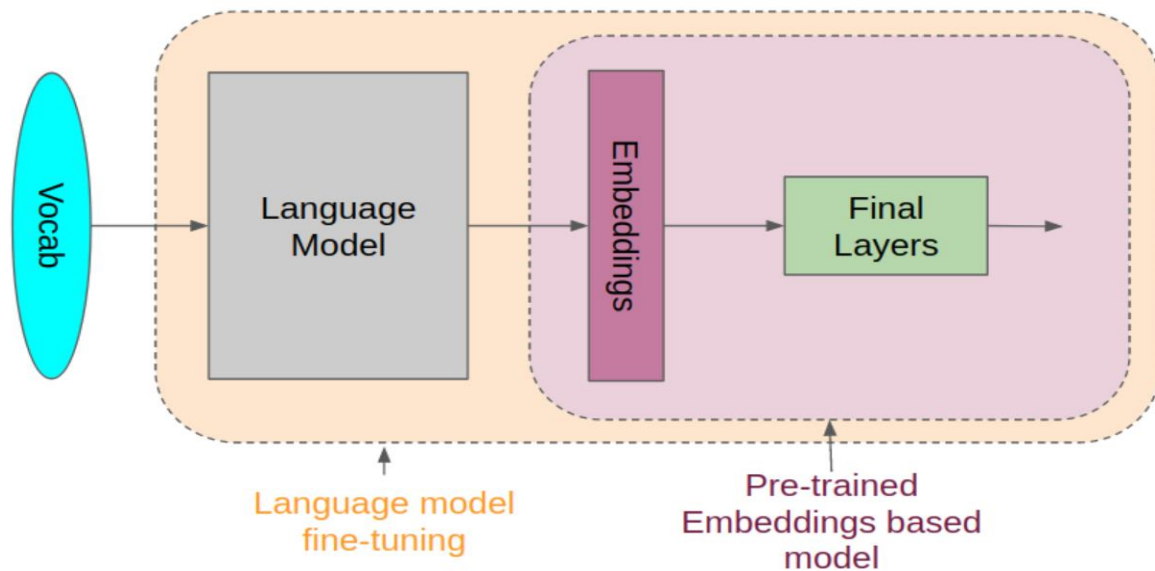 Vocab
Language
Model
Embeddings
Final
Layers
Language model
fine-tuning
Pre-trained
Embeddings based
model